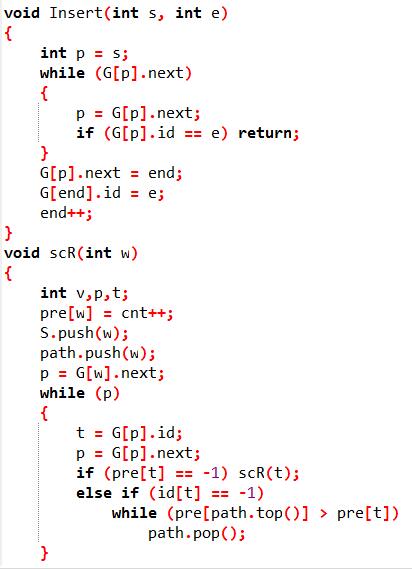 void Insert(int s, int e)
{
    int p = s;
    while (G[p].next)
    {
        p = G[p].next;
        if (G[p].id == e) return;
    }
    G[p].next = end;
    G[end].id = e;
    end++;
}
void scR(int w)
{
    int v,p,t;
    pre[w] = cnt++;
    S.push(w);
    path.push(w);
    p = G[w].next;
    while (p)
    {
        t = G[p].id;
        p = G[p].next;
        if (pre[t] == -1) scR(t);
        else if (id[t] == -1)
            while (pre[path.top()] > pre[t])
                path.pop();
    }